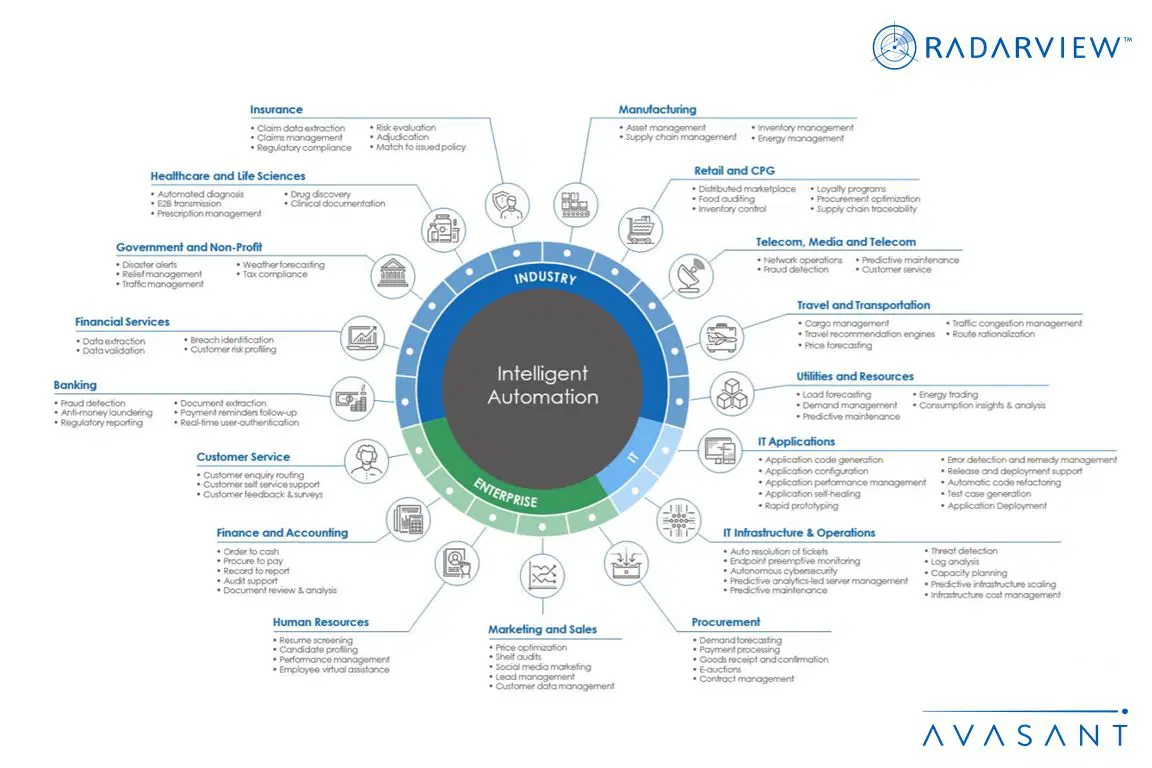 RADARVIEW™
Insurance
• Claim data extraction
• Claims management
• Regulatory compliance
• Risk evaluation
• Adjudication
• Match to issued policy
Manufacturing
• Asset management
• Supply chain management
• Inventory management
• Energy management
Healthcare and Life Sciences
• Automated diagnosis
• E2B transmission
• Prescription management
• Drug discovery
• Clinical documentation
Retail and CPG
• Distributed marketplace
• Food auditing
• Inventory control
• Loyalty programs
• Procurement optimization
• Supply chain traceability
Government and Non-Profit
• Disaster alerts
• Relief management
• Traffic management
• Weather forecasting
• Tax compliance
Telecom, Media and Telecom
• Network operations
• Fraud detection
• Predictive maintenance
• Customer service
Financial Services
• Data extraction
• Data validation
• Breach identification
• Customer risk profiling
Travel and Transportation
• Cargo management
• Travel recommendation engines
• Price forecasting
• Traffic congestion management
• Route rationalization
Banking
• Fraud detection
• Anti-money laundering
• Regulatory reporting
• Document extraction
• Payment reminders follow-up
• Real-time user-authentication
Utilities and Resources
• Load forecasting
• Demand management
• Predictive maintenance
• Energy trading
• Consumption insights & analysis
INDUSTRY
Intelligent
Automation
ENTERPRISE
IT
Customer Service
• Customer enquiry routing
• Customer self service support
• Customer feedback & surveys
IT Applications
• Application code generation
• Application configuration
• Application performance management
• Application self-healing
• Rapid prototyping
• Error detection and remedy management
• Release and deployment support
• Automatic code refactoring
• Test case generation
• Application Deployment
Finance and Accounting
• Order to cash
• Procure to pay
• Record to report
• Audit support
• Document review & analysis
IT Infrastructure & Operations
• Auto resolution of tickets
• Endpoint preemptive monitoring
• Autonomous cybersecurity
• Predictive analytics-led server management
• Predictive maintenance
• Threat detection
• Log analysis
• Capacity planning
• Predictive infrastructure scaling
• Infrastructure cost management
Human Resources
• Resume screening
• Candidate profiling
• Performance management
• Employee virtual assistance
Marketing and Sales
• Price optimization
• Shelf audits
• Social media marketing
• Lead management
• Customer data management
Procurement
• Demand forecasting
• Payment processing
• Goods receipt and confirmation
• E-auctions
• Contract management
AVASANT